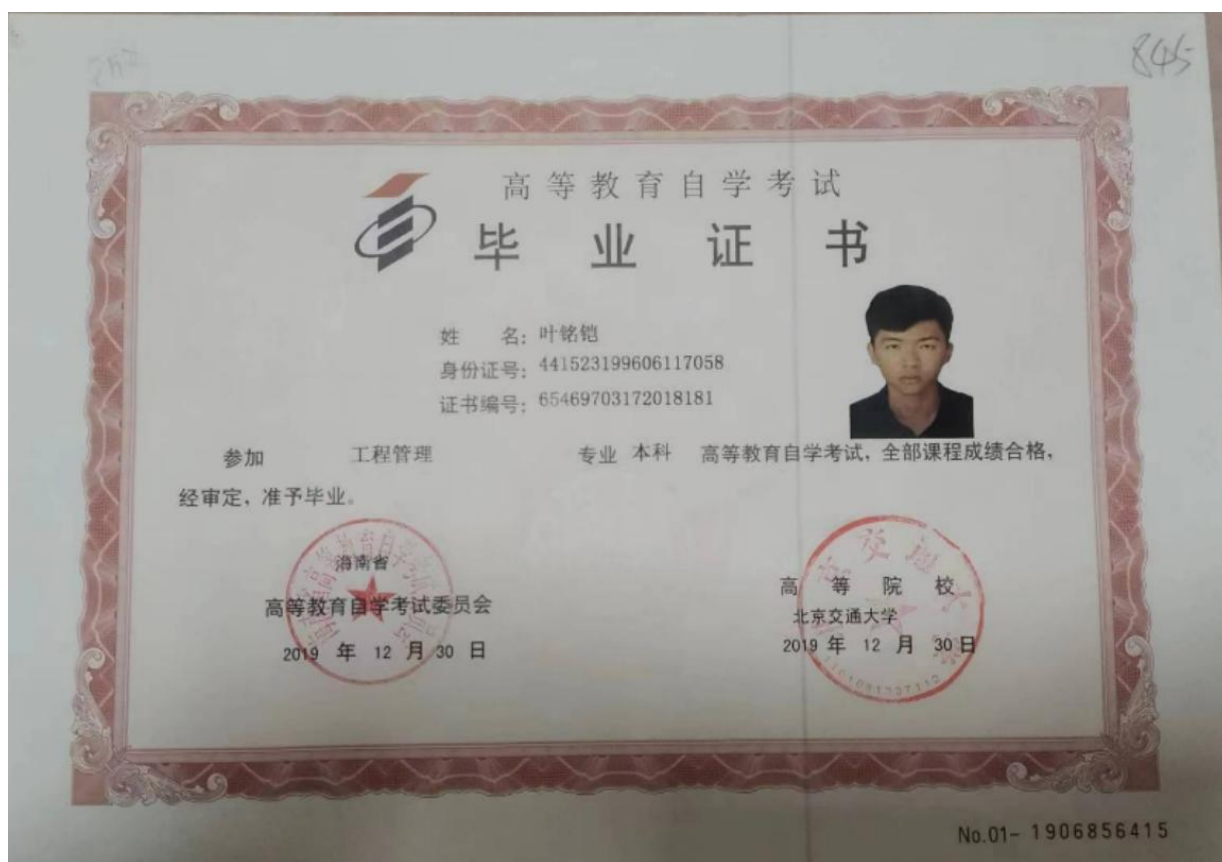 845
高等教育自学考试
毕业证书
姓 名：叶铭铠
身份证号：441523199606117058
证书编号：65469703172018181
参加 工程管理 专业 本科 高等教育自学考试，全部课程成绩合格，
经审定，准予毕业。
海南省
高等教育自学考试委员会
2019 年 12 月 30 日
高 等 院 校
北京交通大学
2019 年 12 月 30 日
No.01- 1906856415